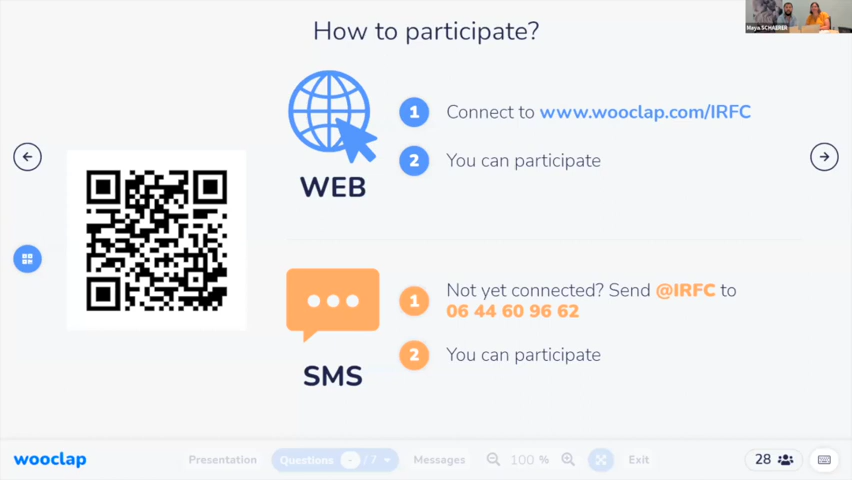 How to participate?
Maya SCHAERER
WEB
1 Connect to www.wooclap.com/IRFC
2 You can participate
SMS
1 Not yet connected? Send @IRFC to
06 44 60 96 62
2 You can participate
wooclap Presentation Questions - / 7 Messages 100 % Exit 28